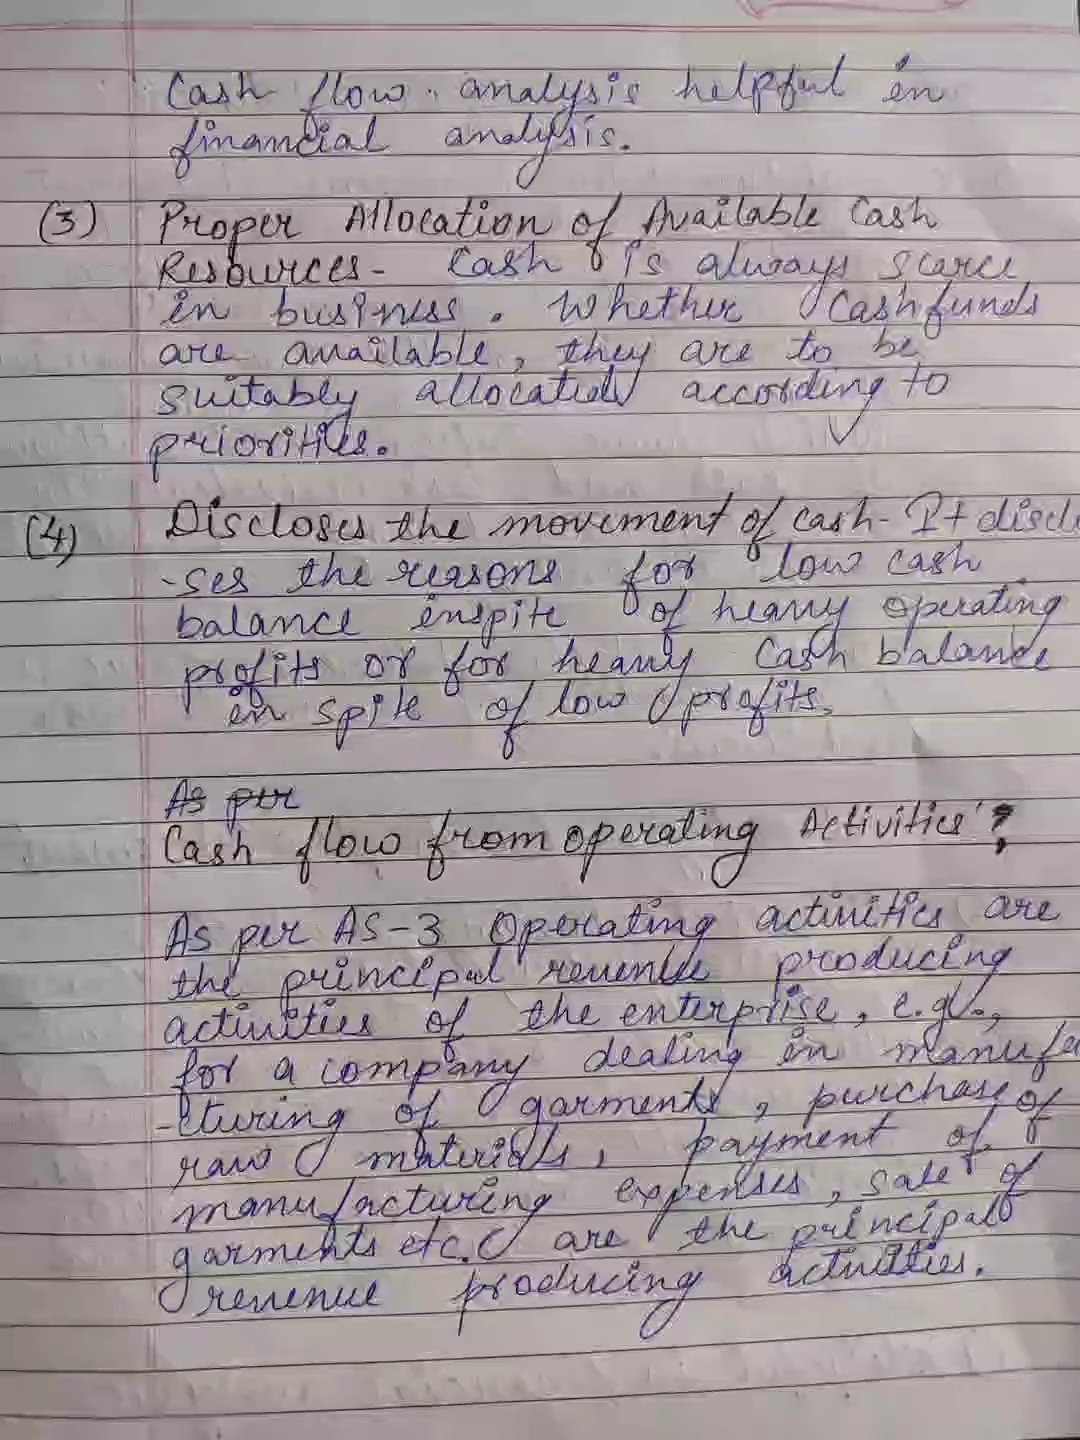 Cash flow analysis helpful in
financial analysis.
(3) Proper Allocation of Available Cash
Resources- Cash is always scarce
in business. Whether Cash funds
are available, they are to be
suitably allocated according to
priorities.
(4) Discloses the movement of cash- It disclo
-ses the reasons for low cash
balance inspite of heavy operating
profits or for heavy Cash balance
in spite of low profits.
As per
Cash flow from operating Activities?
As per AS-3 Operating activities are
the principal revenue producing
activities of the enterprise, e.g.,
for a company dealing in manufa
-cturing of garments, purchase of
raw materials, payment of
manufacturing expenses, sale of
garments etc. are the principal
revenue producing activities.